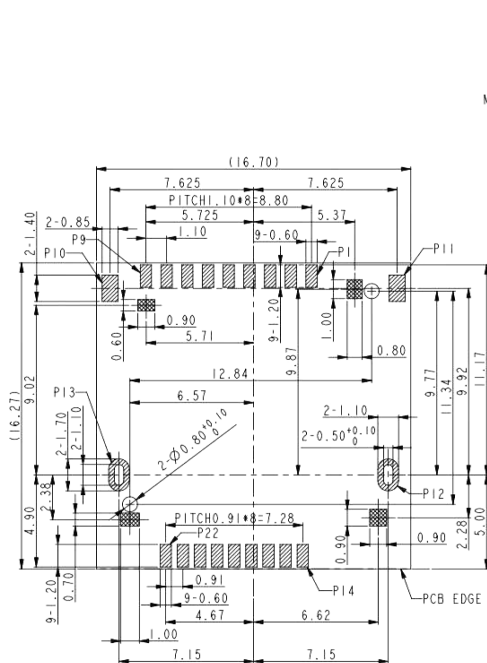 M
(16.70)
7.625 7.625
PITCH1.10*8=8.80
5.725 5.37
1.10 9-0.60
2-0.85
2-1.40
P10
P9
P1
P11
0.90
0.60
5.71
9-1.20
1.00
0.80
9.87
12.84
6.57
9.02
(16.27)
9.77
11.34
9.92
11.17
P13
2-1.70
2-1.10
2-Ø0.80+0.10 0
2-1.10
2-0.50+0.10 0
P12
2.38
4.90
PITCH0.91*8=7.28
P22
0.90
0.90
2.28
5.00
9-1.20
0.70
0.91
9-0.60
P14
PCB EDGE
4.67 6.62
1.00
7.15 7.15